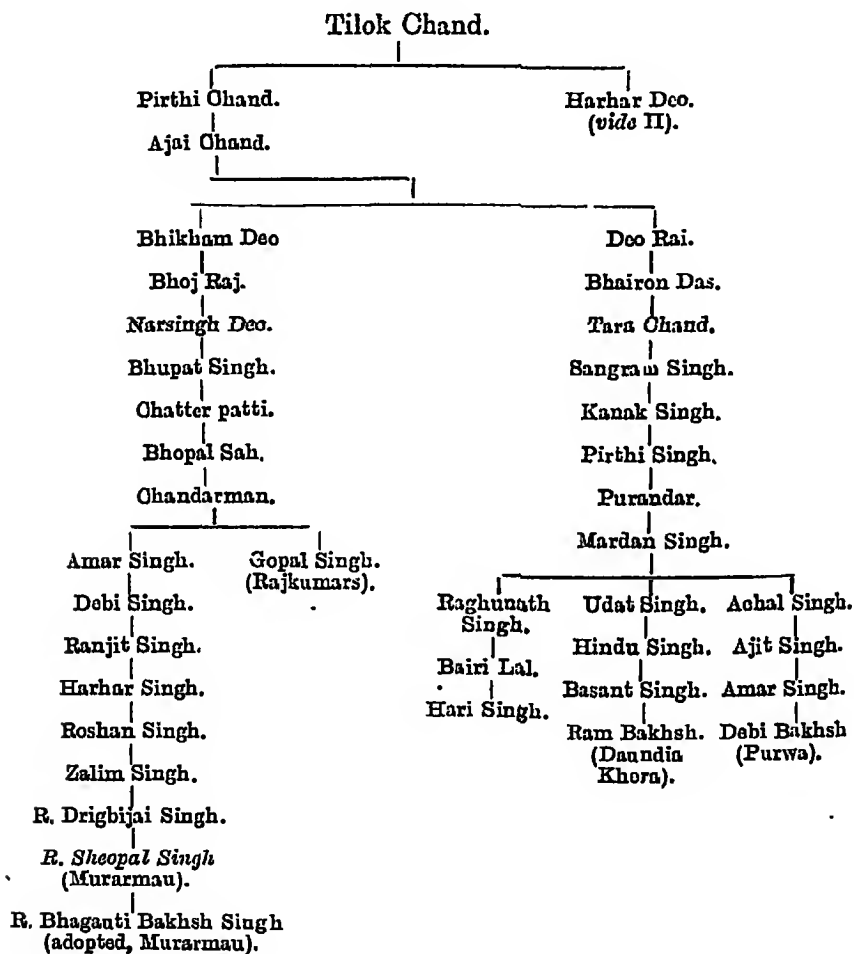 Tilok Chand.
Pirthi Chand.
Harhar Deo.
(vide II).
Ajai Chand.
Bhikham Deo
Deo Rai.
Bhoj Raj.
Bhairon Das.
Narsingh Deo.
Tara Chand.
Bhupat Singh.
Sangram Singh.
Chatter patti.
Kanak Singh.
Bhopal Sah.
Pirthi Singh.
Chandarman.
Purandar.
Mardan Singh.
Amar Singh.
Gopal Singh.
(Rajkumars).
Debi Singh.
Ranjit Singh.
Harhar Singh.
Roshan Singh.
Zalim Singh.
R. Drigbijai Singh.
R. Sheopal Singh
(Murarmau).
R. Bhagauti Bakhsh Singh
(adopted, Murarmau).
Raghunath
Singh.
Bairi Lal.
Hari Singh.
Udat Singh.
Hindu Singh.
Basant Singh.
Ram Bakhsh.
(Daundia
Khera).
Achal Singh.
Ajit Singh.
Amar Singh.
Debi Bakhsh
(Purwa).